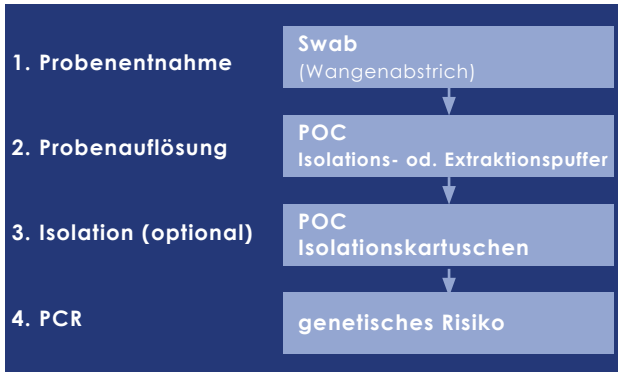 1. Probenentnahme
Swab
(Wangenabstrich)
2. Probenauflösung
POC
Isolations- od. Extraktionspuffer
3. Isolation (optional)
POC
Isolationskartuschen
4. PCR
genetisches Risiko